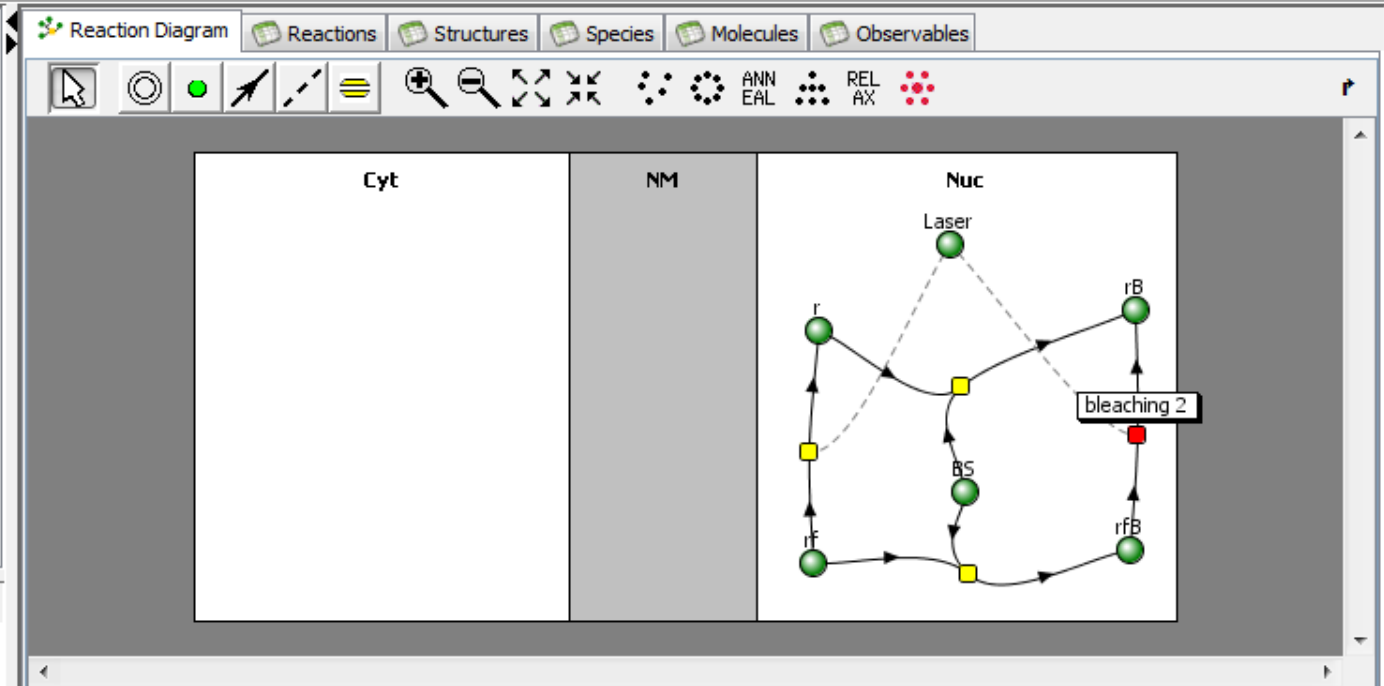 Reaction Diagram
Reactions
Structures
Species
Molecules
Observables
ANN
EAL
REL
AX
Cyt
NM
Nuc
Laser
rB
r
bleaching 2
BS
rfB
rf